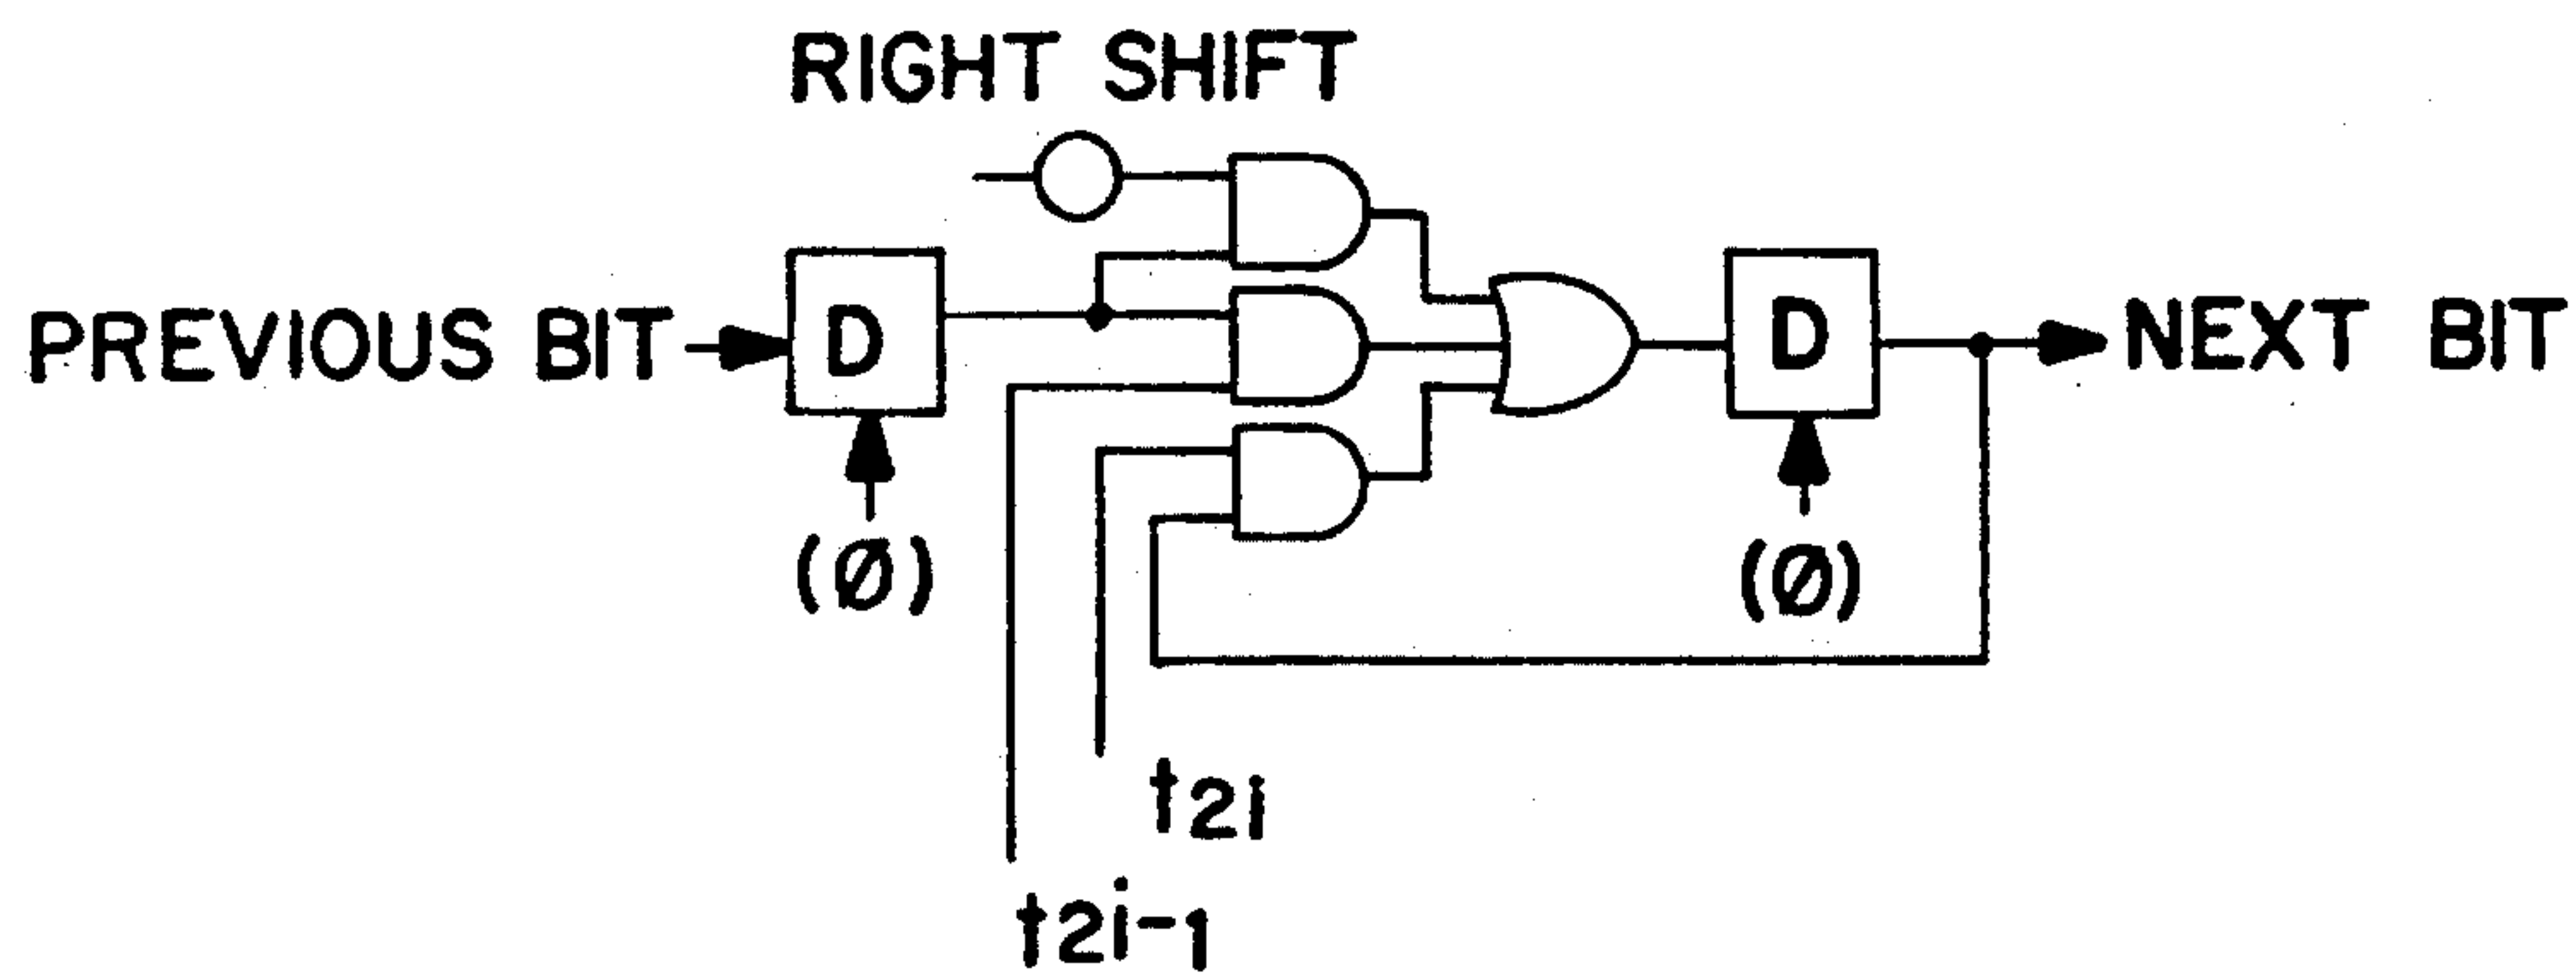 RIGHT SHIFT
PREVIOUS BIT
D
D
NEXT BIT
(Ø)
(Ø)
t2i
t2i-1